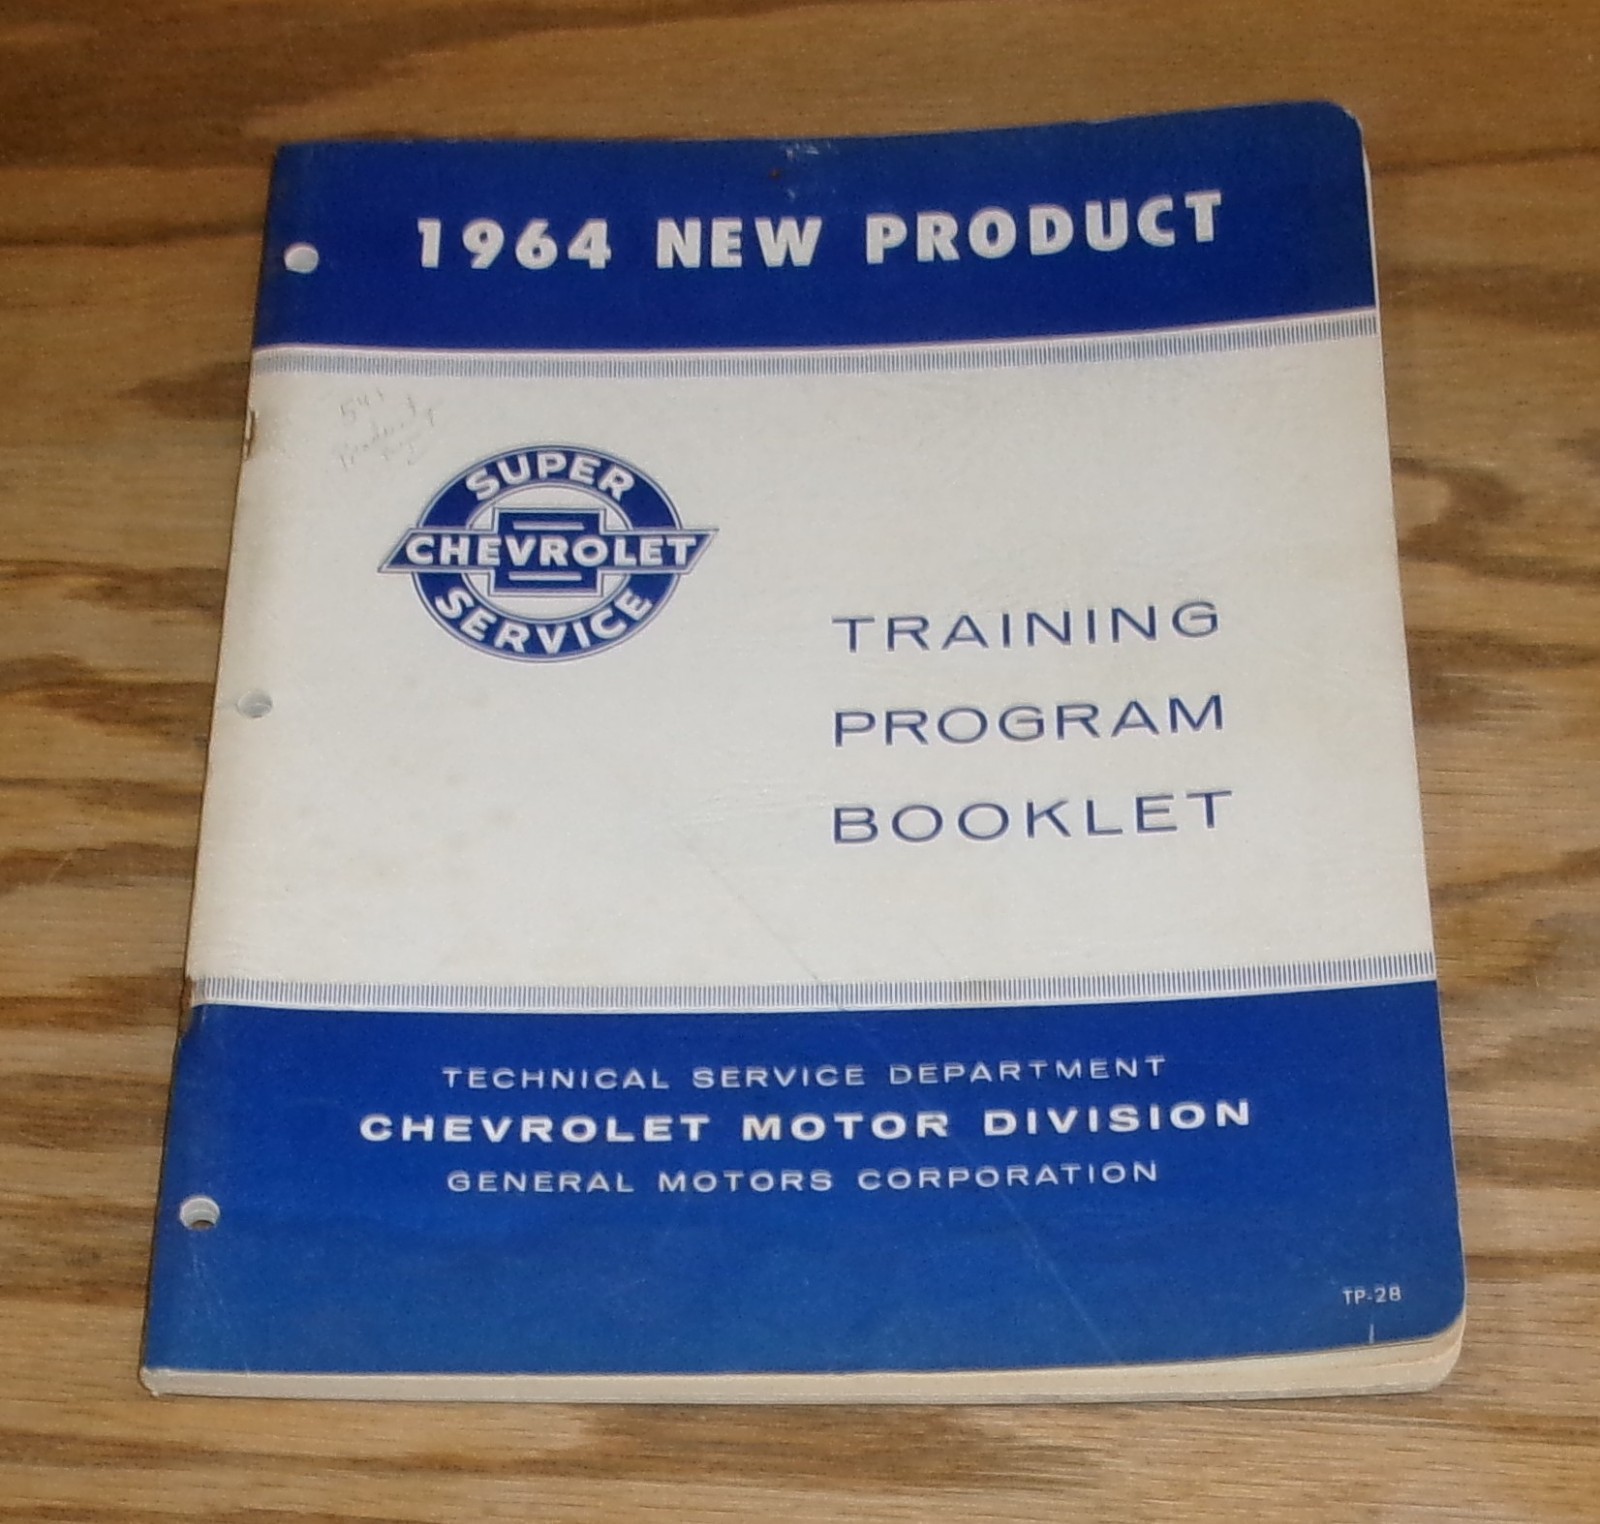 1964 NEW PRODUCT
SUPER
CHEVROLET
SERVICE
TRAINING
PROGRAM
BOOKLET
TECHNICAL SERVICE DEPARTMENT
CHEVROLET MOTOR DIVISION
GENERAL MOTORS CORPORATION
TP-28